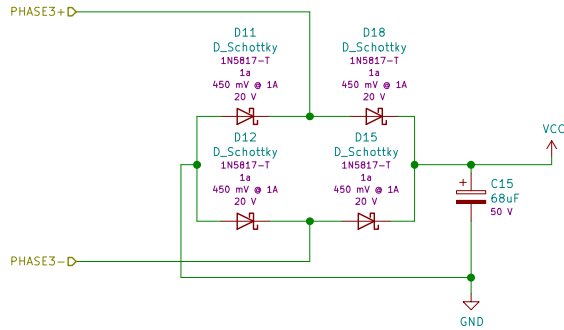 PHASE3+
D11
D_Schottky
1N5817-T
1a
450 mV @ 1A
20 V
D18
D_Schottky
1N5817-T
1a
450 mV @ 1A
20 V
D12
D_Schottky
1N5817-T
1a
450 mV @ 1A
20 V
D15
D_Schottky
1N5817-T
1a
450 mV @ 1A
20 V
VCC
+
C15
68uF
50 V
PHASE3-
GND